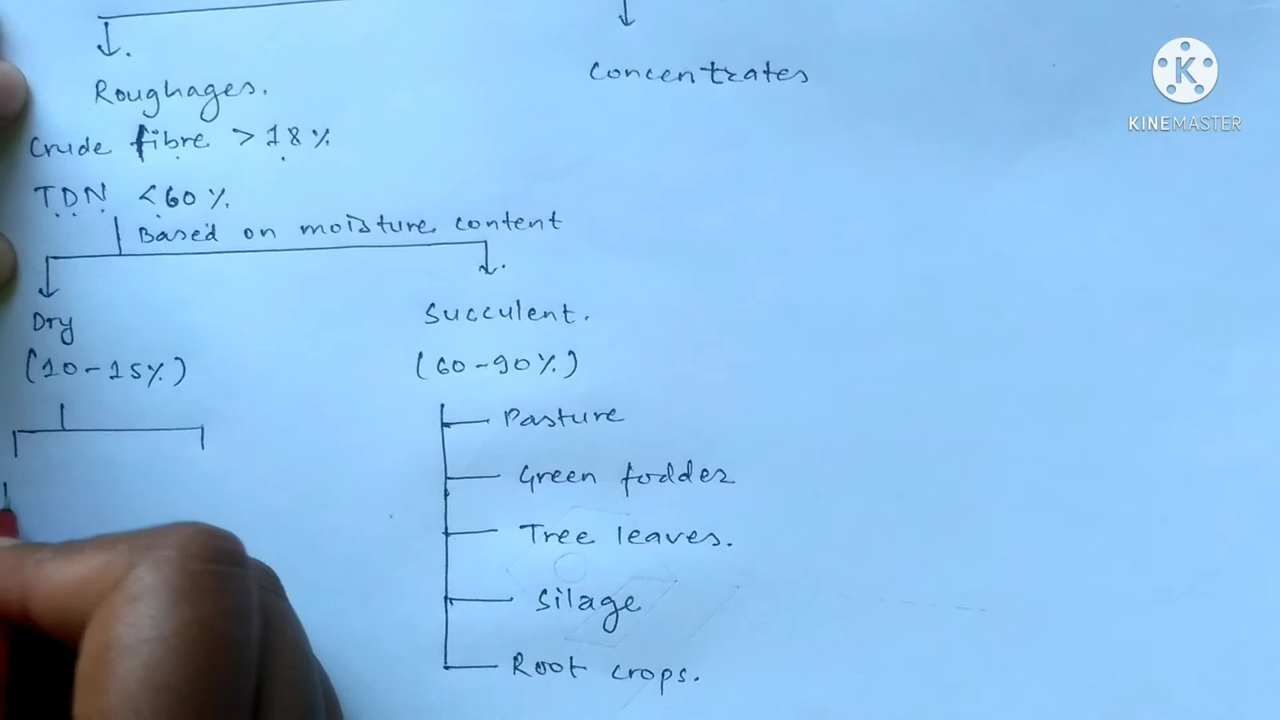 Roughages.
Concentrates
K
KINEMASTER
Crude fibre > 18%
TDN <60%.
Based on moisture content
Dry
(10-15%)
Succulent.
(60-90%)
Pasture
Green fodder
Tree leaves.
Silage
Root crops.